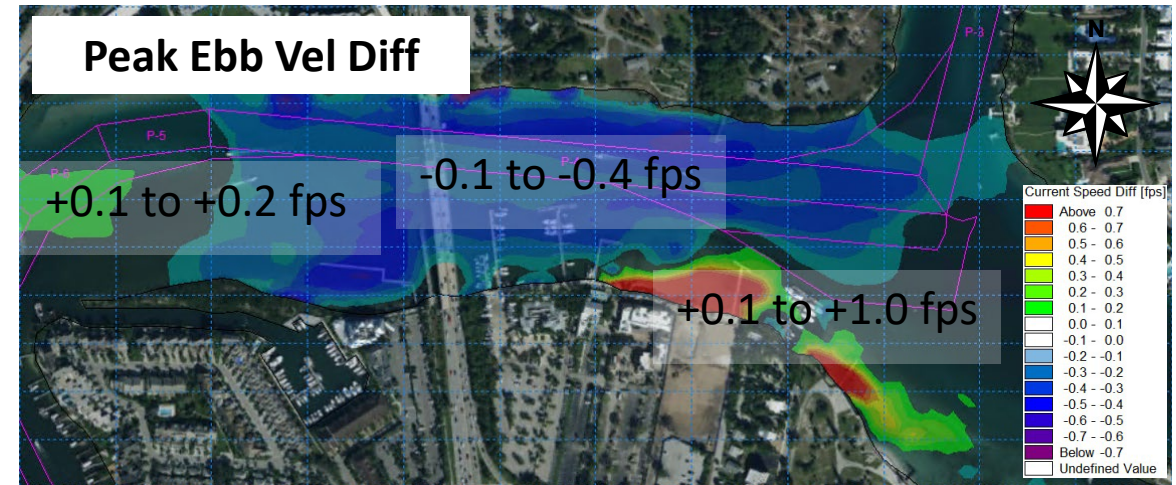 Peak Ebb Vel Diff
N
P-3
P-5
P-6
+0.1 to +0.2 fps
-0.1 to -0.4 fps
+0.1 to +1.0 fps
Current Speed Diff [fps]
Above 0.7
0.6 - 0.7
0.5 - 0.6
0.4 - 0.5
0.3 - 0.4
0.2 - 0.3
0.1 - 0.2
0.0 - 0.1
-0.1 - 0.0
-0.2 - -0.1
-0.3 - -0.2
-0.4 - -0.3
-0.5 - -0.4
-0.6 - -0.5
-0.7 - -0.6
Below -0.7
Undefined Value